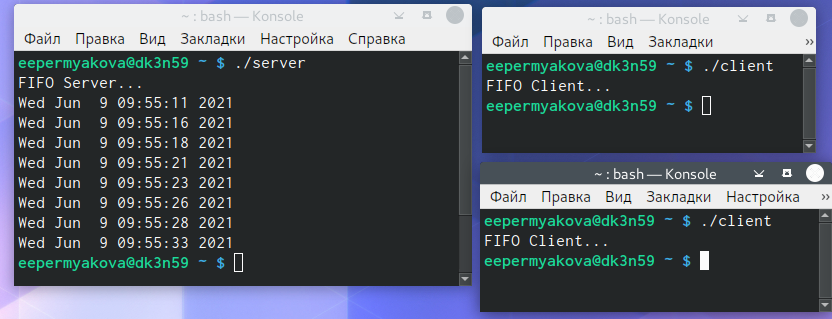 ~ : bash — Konsole
Файл Правка Вид Закладки Настройка Справка
eepermyakova@dk3n59 ~ $ ./server
FIFO Server...
Wed Jun  9 09:55:11 2021
Wed Jun  9 09:55:16 2021
Wed Jun  9 09:55:18 2021
Wed Jun  9 09:55:21 2021
Wed Jun  9 09:55:23 2021
Wed Jun  9 09:55:26 2021
Wed Jun  9 09:55:28 2021
Wed Jun  9 09:55:33 2021
eepermyakova@dk3n59 ~ $
~ : bash — Konsole
Файл Правка Вид Закладки »
eepermyakova@dk3n59 ~ $ ./client
FIFO Client...
eepermyakova@dk3n59 ~ $
~ : bash — Konsole
Файл Правка Вид Закладки Настройка »
eepermyakova@dk3n59 ~ $ ./client
FIFO Client...
eepermyakova@dk3n59 ~ $